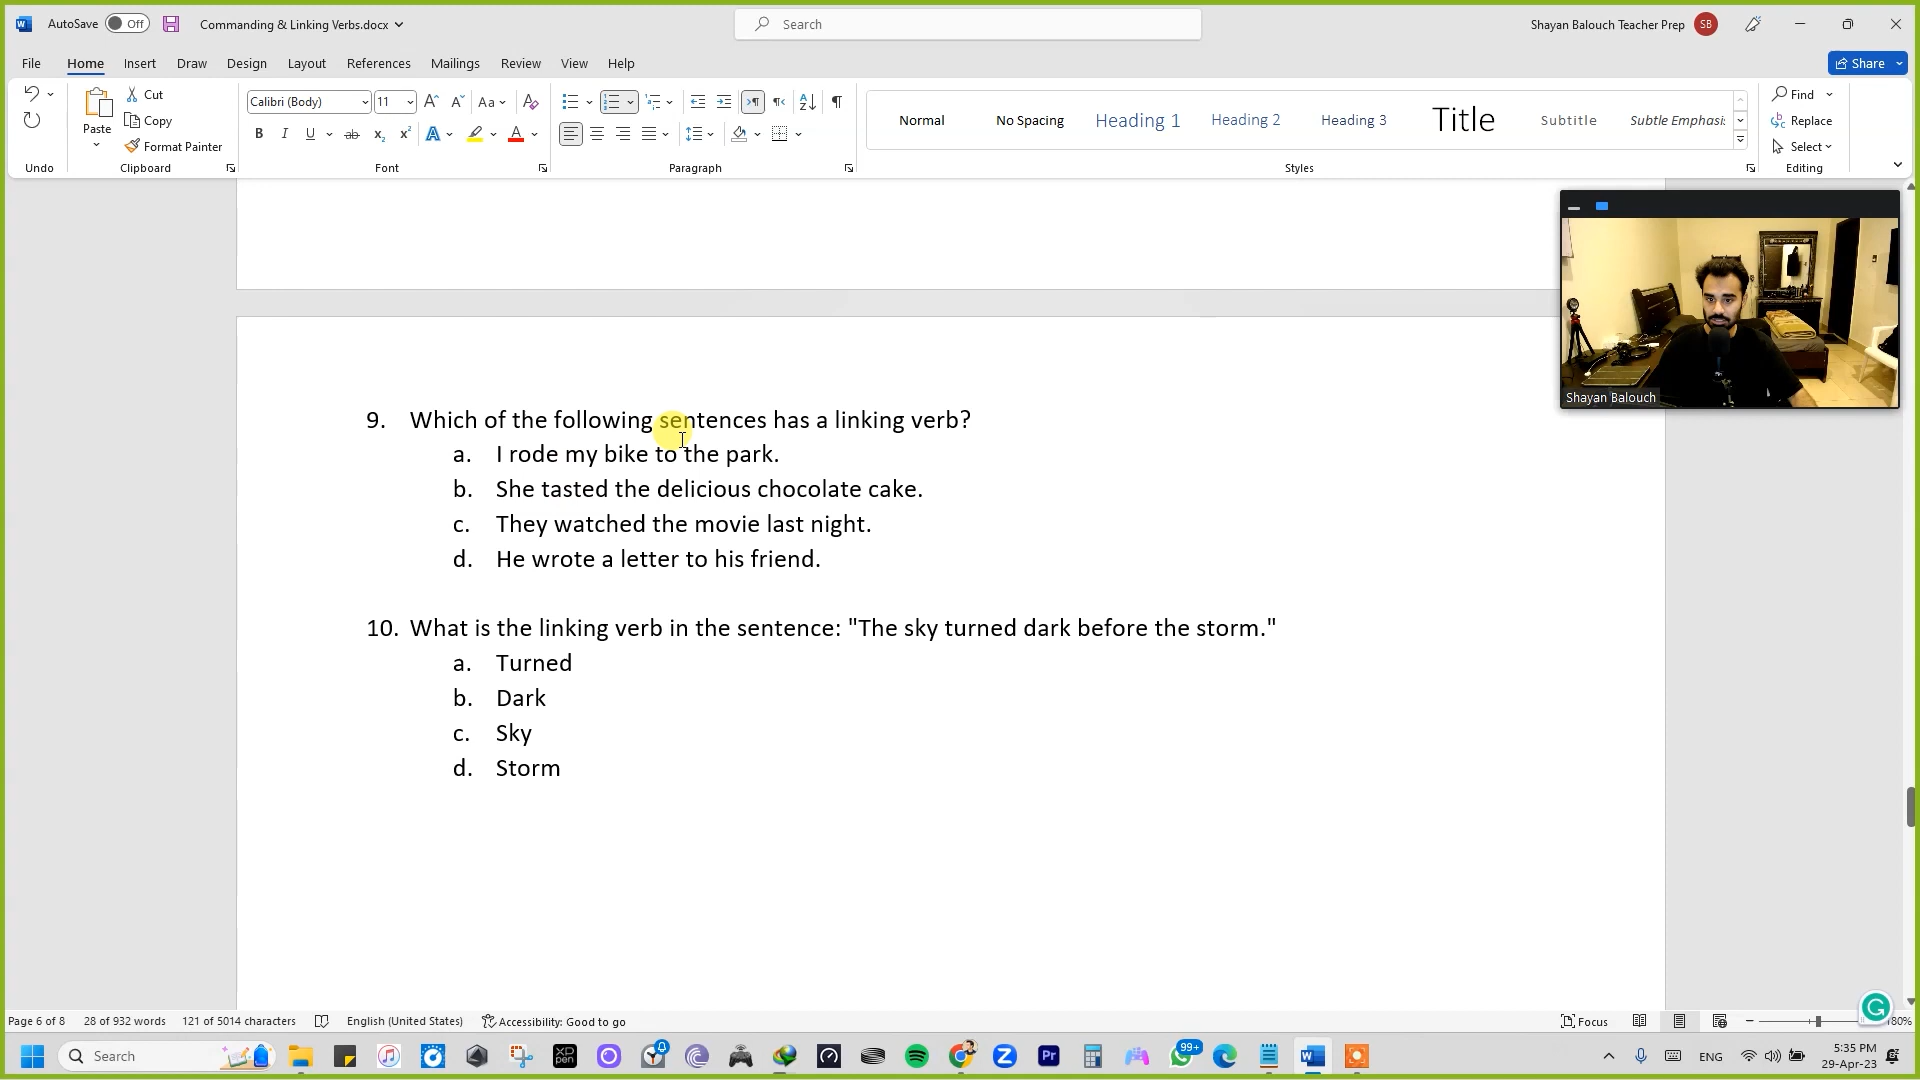 AutoSave Off Commanding & Linking Verbs.docx Search Shayan Balouch Teacher Prep SB
File Home Insert Draw Design Layout References Mailings Review View Help Share
Paste Cut Copy Format Painter
Calibri (Body) 11 Normal No Spacing Heading 1 Heading 2 Heading 3 Title Subtitle Subtle Emphasis Find Replace Select
Undo Clipboard Font Paragraph Styles Editing
Shayan Balouch
9. Which of the following sentences has a linking verb?
a. I rode my bike to the park.
b. She tasted the delicious chocolate cake.
c. They watched the movie last night.
d. He wrote a letter to his friend.
10. What is the linking verb in the sentence: "The sky turned dark before the storm."
a. Turned
b. Dark
c. Sky
d. Storm
Page 6 of 8 28 of 932 words 121 of 5014 characters English (United States) Accessibility: Good to go Focus 180%
Search 99+ ENG 5:35 PM
29-Apr-23